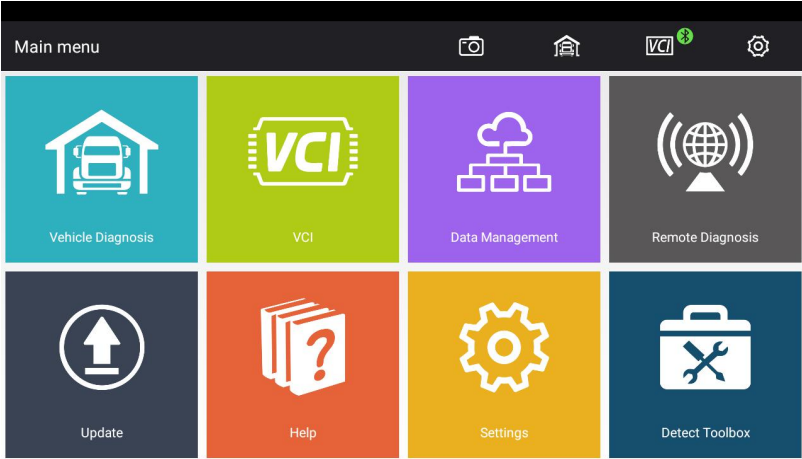 Main menu
VCI
VCI
Vehicle Diagnosis
VCI
Data Management
Remote Diagnosis
?
Update
Help
Settings
Detect Toolbox